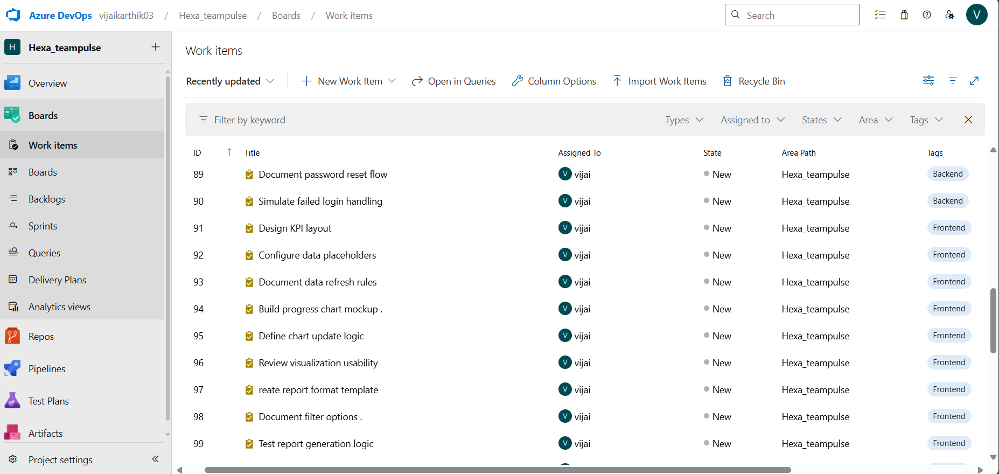 Azure DevOps vijaikarthik03 / Hexa_teampulse / Boards / Work items
Search
V
H Hexa_teampulse
Overview
Boards
Work items
Boards
Backlogs
Sprints
Queries
Delivery Plans
Analytics views
Repos
Pipelines
Test Plans
Artifacts
Project settings
Work items
Recently updated New Work Item Open in Queries Column Options Import Work Items Recycle Bin
Filter by keyword Types Assigned to States Area Tags
ID Title Assigned To State Area Path Tags
89 Document password reset flow V vijai New Hexa_teampulse Backend
90 Simulate failed login handling V vijai New Hexa_teampulse Backend
91 Design KPI layout V vijai New Hexa_teampulse Frontend
92 Configure data placeholders V vijai New Hexa_teampulse Frontend
93 Document data refresh rules V vijai New Hexa_teampulse Frontend
94 Build progress chart mockup . V vijai New Hexa_teampulse Frontend
95 Define chart update logic V vijai New Hexa_teampulse Frontend
96 Review visualization usability V vijai New Hexa_teampulse Frontend
97 reate report format template V vijai New Hexa_teampulse Frontend
98 Document filter options . V vijai New Hexa_teampulse Frontend
99 Test report generation logic V vijai New Hexa_teampulse Frontend